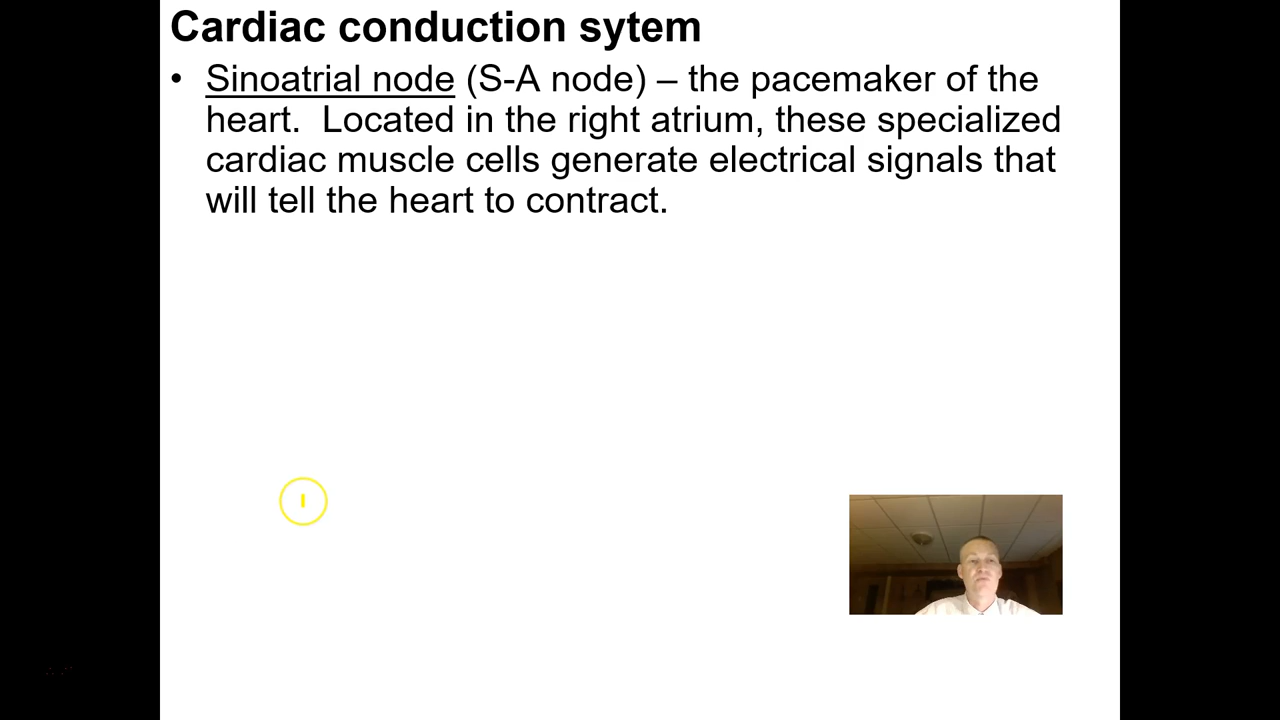 Cardiac conduction sytem
• Sinoatrial node (S-A node) – the pacemaker of the
heart.  Located in the right atrium, these specialized
cardiac muscle cells generate electrical signals that
will tell the heart to contract.